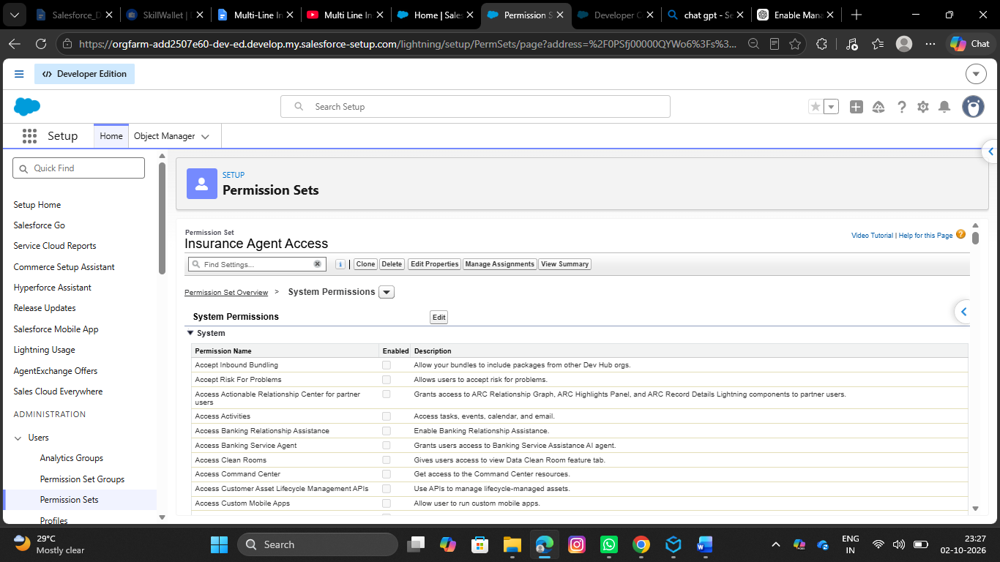 Salesforce_D
SkillWallet | D
Multi-Line In
Multi Line In
Home | Sales
Permission S
Developer C
chat gpt - Se
Enable Mana
https://orgfarm-add2507e60-dev-ed.develop.my.salesforce-setup.com/lightning/setup/PermSets/page?address=%2F0PSfj00000QYWo6%3Fs%3...
Chat
Developer Edition
Search Setup
Setup
Home
Object Manager
Quick Find
Setup Home
Salesforce Go
Service Cloud Reports
Commerce Setup Assistant
Hyperforce Assistant
Release Updates
Salesforce Mobile App
Lightning Usage
AgentExchange Offers
Sales Cloud Everywhere
ADMINISTRATION
Users
Analytics Groups
Permission Set Groups
Permission Sets
Profiles
SETUP
Permission Sets
Permission Set
Insurance Agent Access
Video Tutorial | Help for this Page
Find Settings...
Clone Delete Edit Properties Manage Assignments View Summary
Permission Set Overview > System Permissions
System Permissions Edit
System
Permission Name Enabled Description
Accept Inbound Bundling Allow your bundles to include packages from other Dev Hub orgs.
Accept Risk For Problems Allows users to accept risk for problems.
Access Actionable Relationship Center for partner users Grants access to ARC Relationship Graph, ARC Highlights Panel, and ARC Record Details Lightning components to partner users.
Access Activities Access tasks, events, calendar, and email.
Access Banking Relationship Assistance Enable Banking Relationship Assistance.
Access Banking Service Agent Grants users access to Banking Service Assistance AI agent.
Access Clean Rooms Gives users access to view Data Clean Room feature tab.
Access Command Center Get access to the Command Center resources.
Access Customer Asset Lifecycle Management APIs Use APIs to manage lifecycle-managed assets.
Access Custom Mobile Apps Allow user to run custom mobile apps.
29°C
Mostly clear
Search
ENG
IN
23:27
02-10-2026